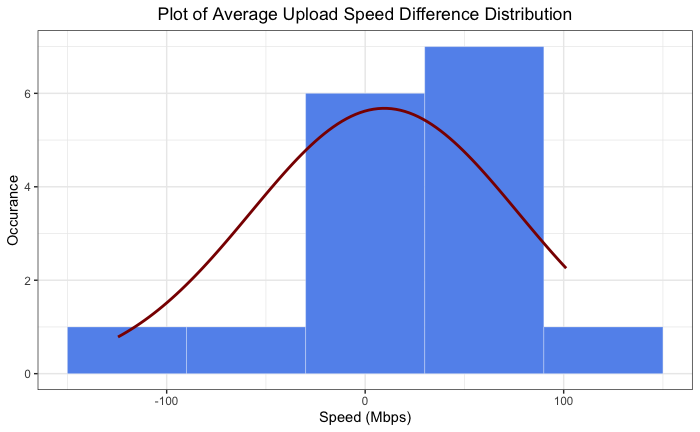 Plot of Average Upload Speed Difference Distribution
Occurance
6
4
2
0
-100 0 100
Speed (Mbps)